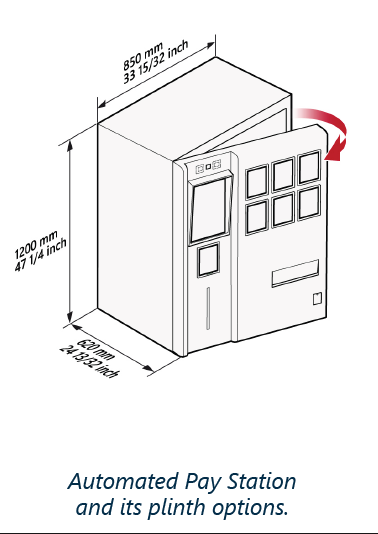 850 mm
33 15/32 inch
1200 mm
47 1/4 inch
620 mm
24 13/32 inch
Automated Pay Station
and its plinth options.